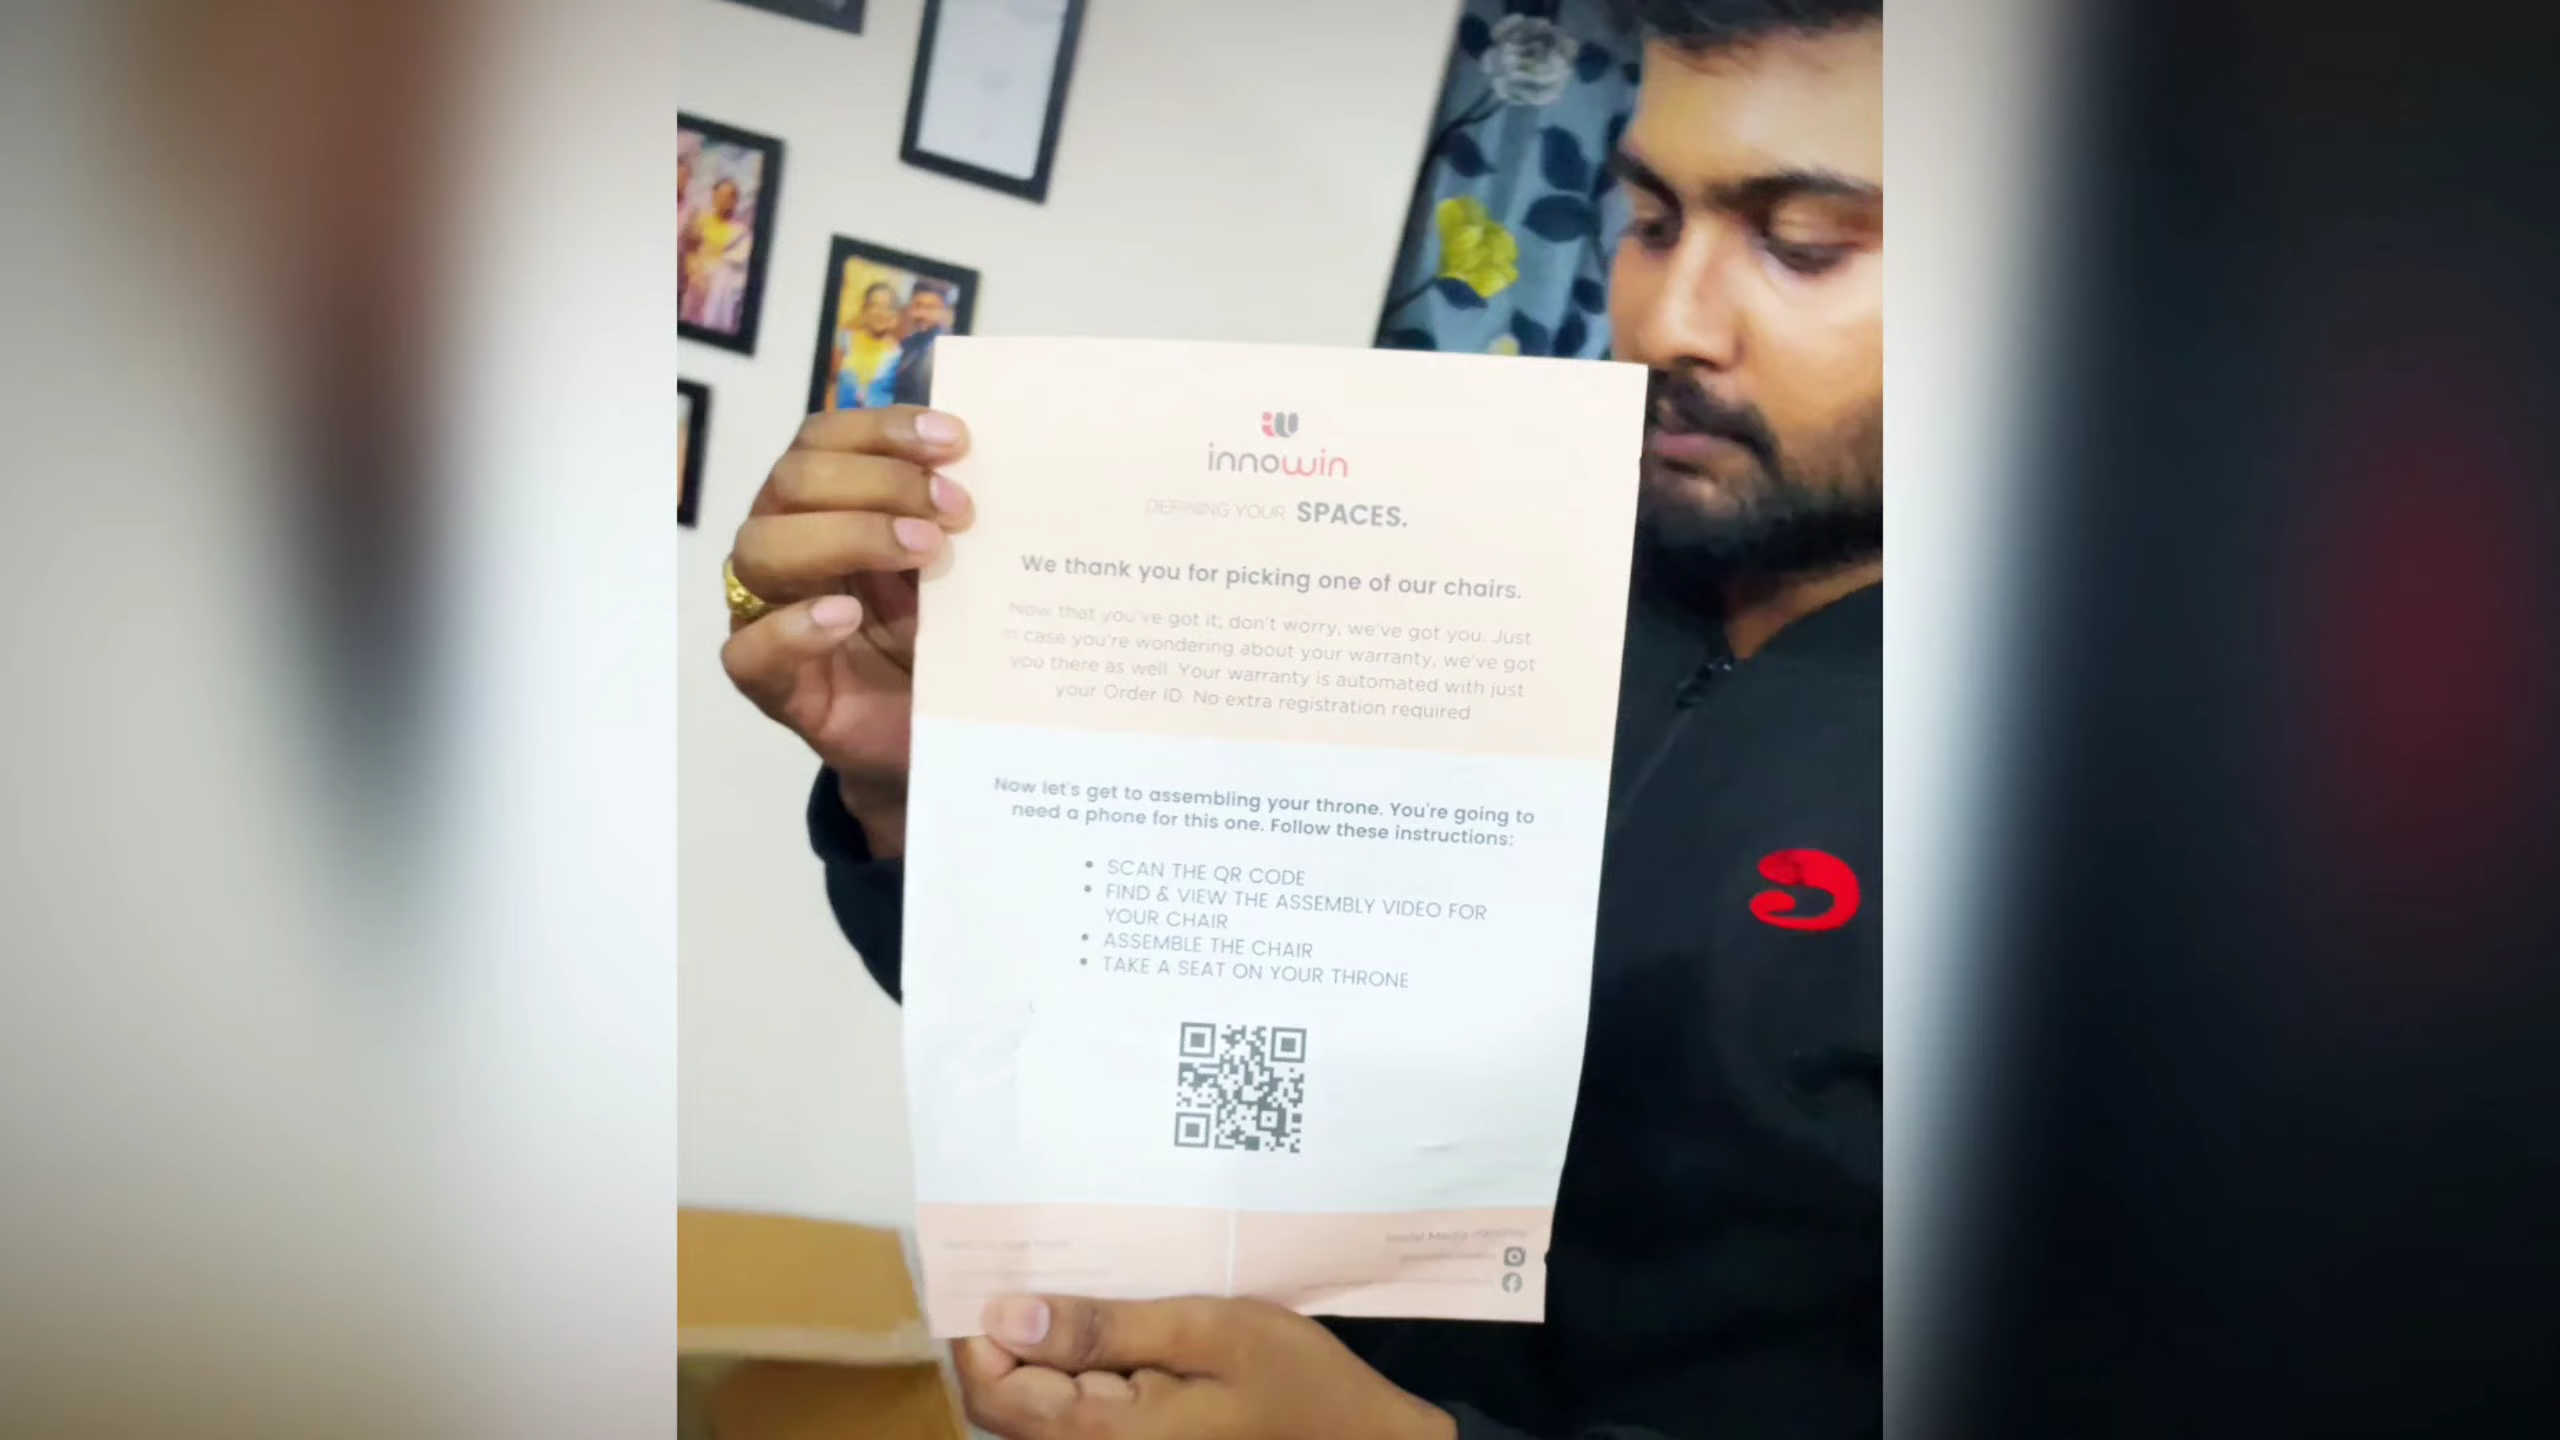 innowin
DEFINING YOUR SPACES.
We thank you for picking one of our chairs.
Now that you've got it; don't worry, we've got you. Just
in case you're wondering about your warranty, we've got
you there as well. Your warranty is automated with just
your Order ID. No extra registration required
Now let's get to assembling your throne. You're going to
need a phone for this one. Follow these instructions:
• SCAN THE QR CODE
• FIND & VIEW THE ASSEMBLY VIDEO FOR
YOUR CHAIR
• ASSEMBLE THE CHAIR
• TAKE A SEAT ON YOUR THRONE
Social Media